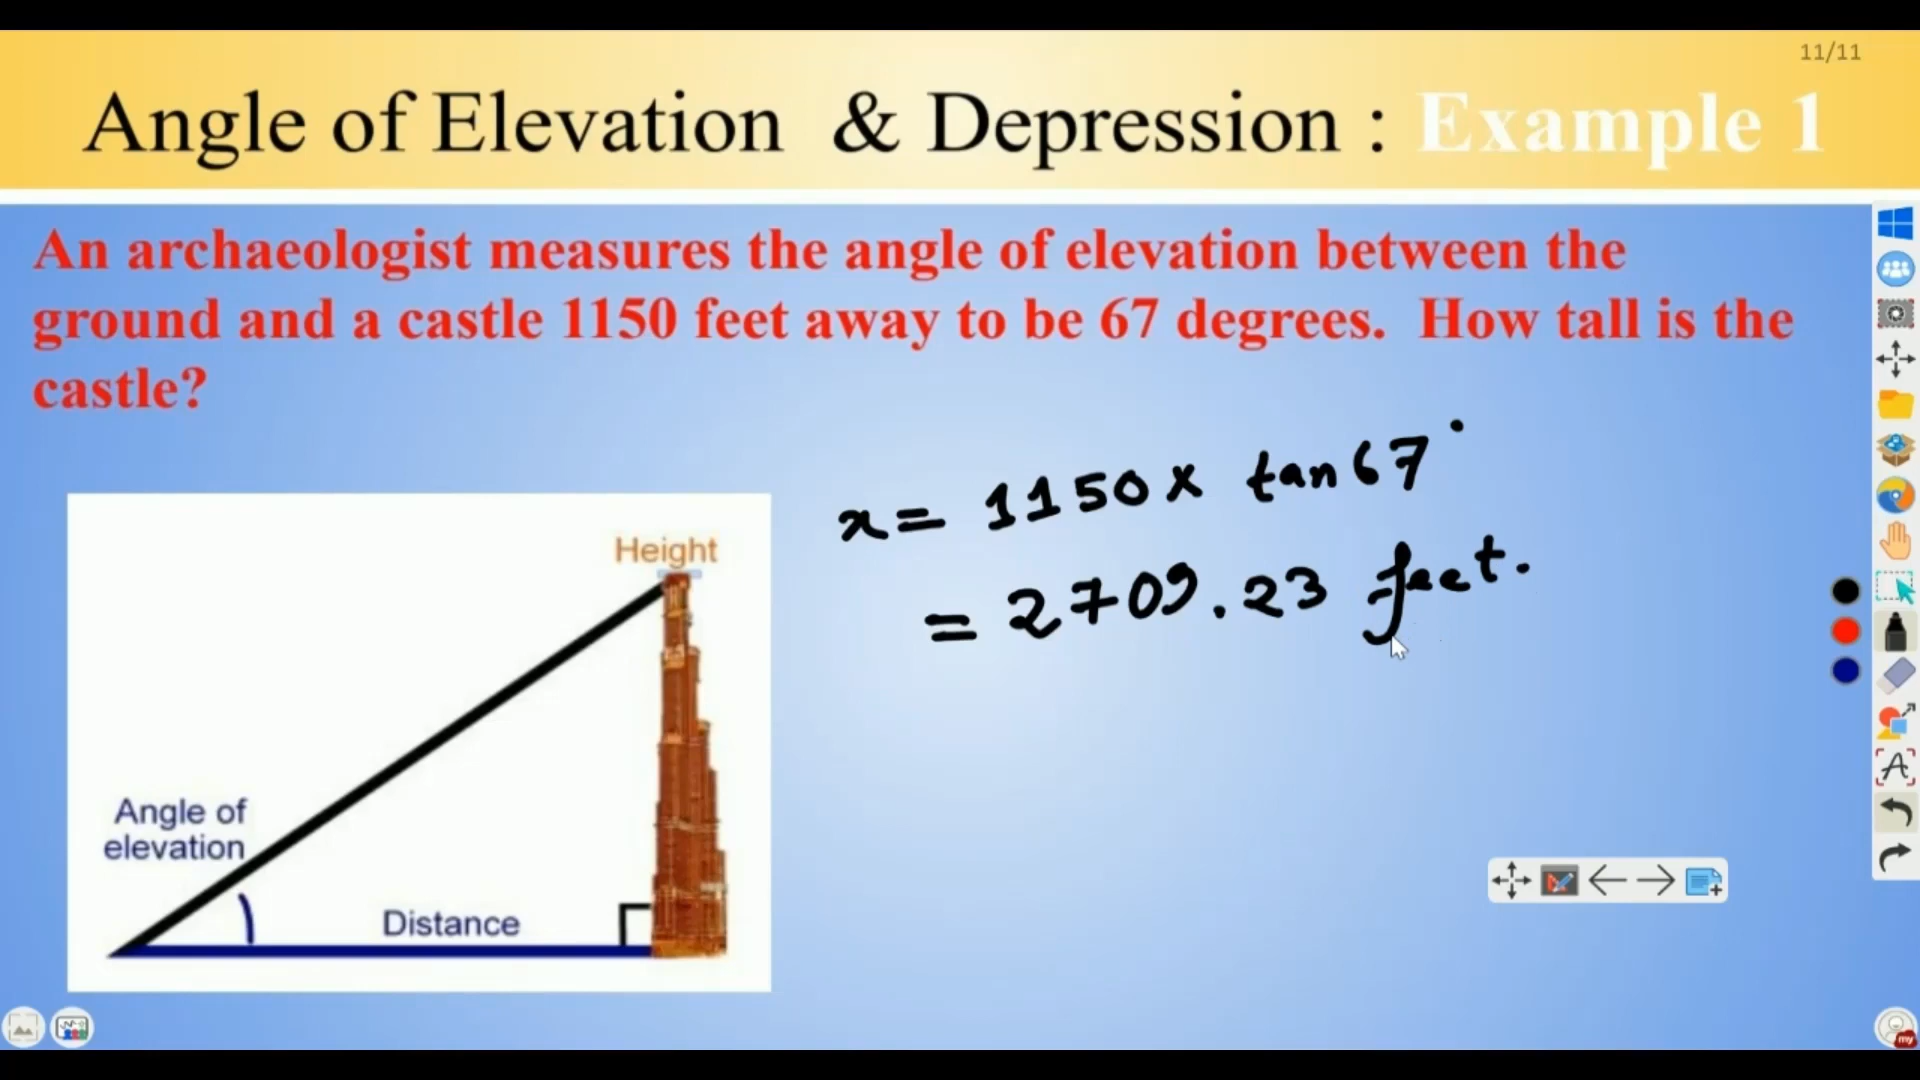 11/11
Angle of Elevation & Depression : Example 1
An archaeologist measures the angle of elevation between the
ground and a castle 1150 feet away to be 67 degrees. How tall is the
castle?
x = 1150 x tan 67°
= 2709.23 feet.
Height
Angle of
elevation
Distance
my